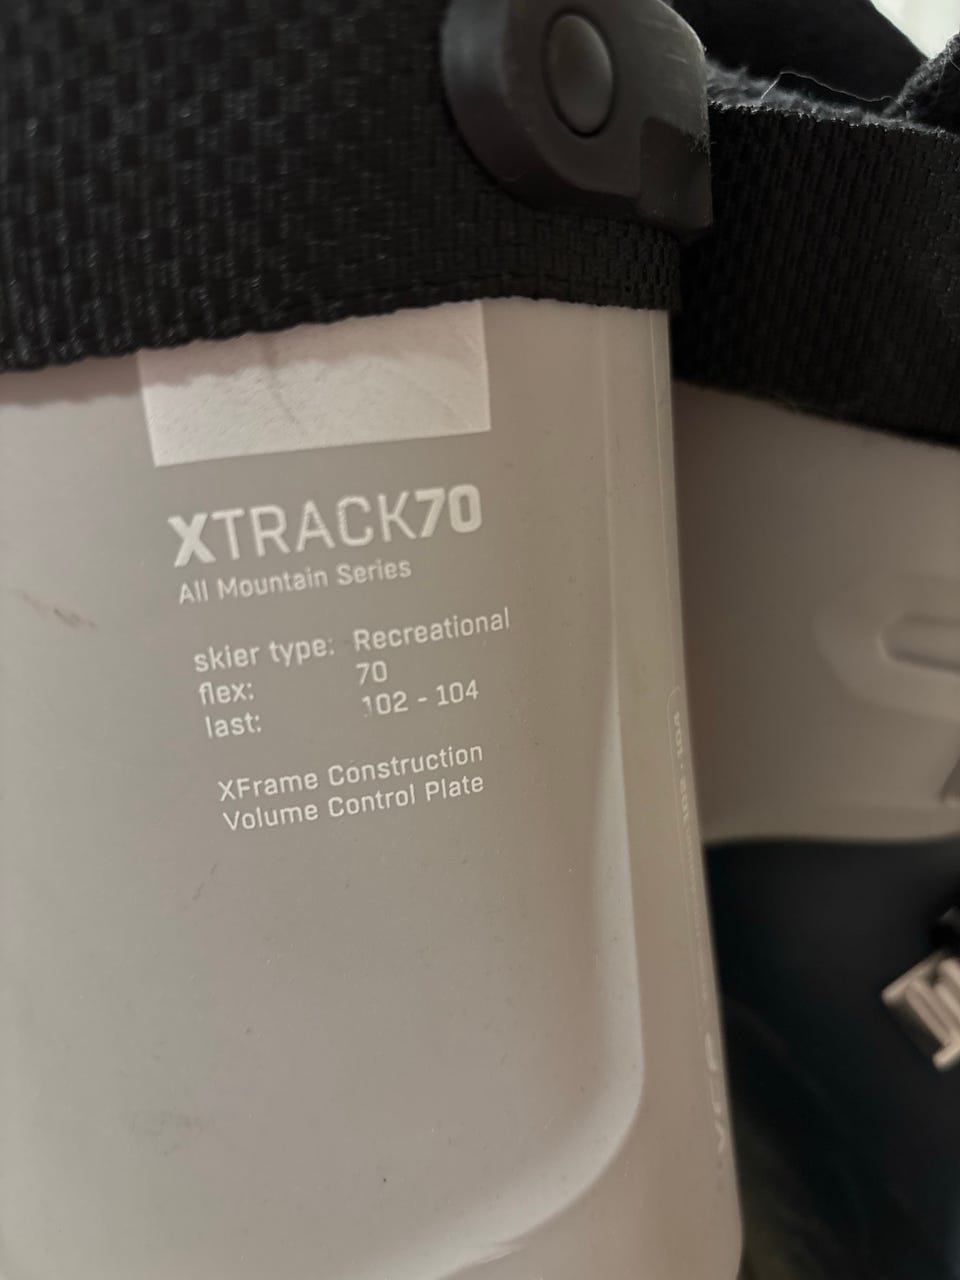 XTRACK70
All Mountain Series
skier type: Recreational
flex: 70
last: 102 - 104
XFrame Construction
Volume Control Plate